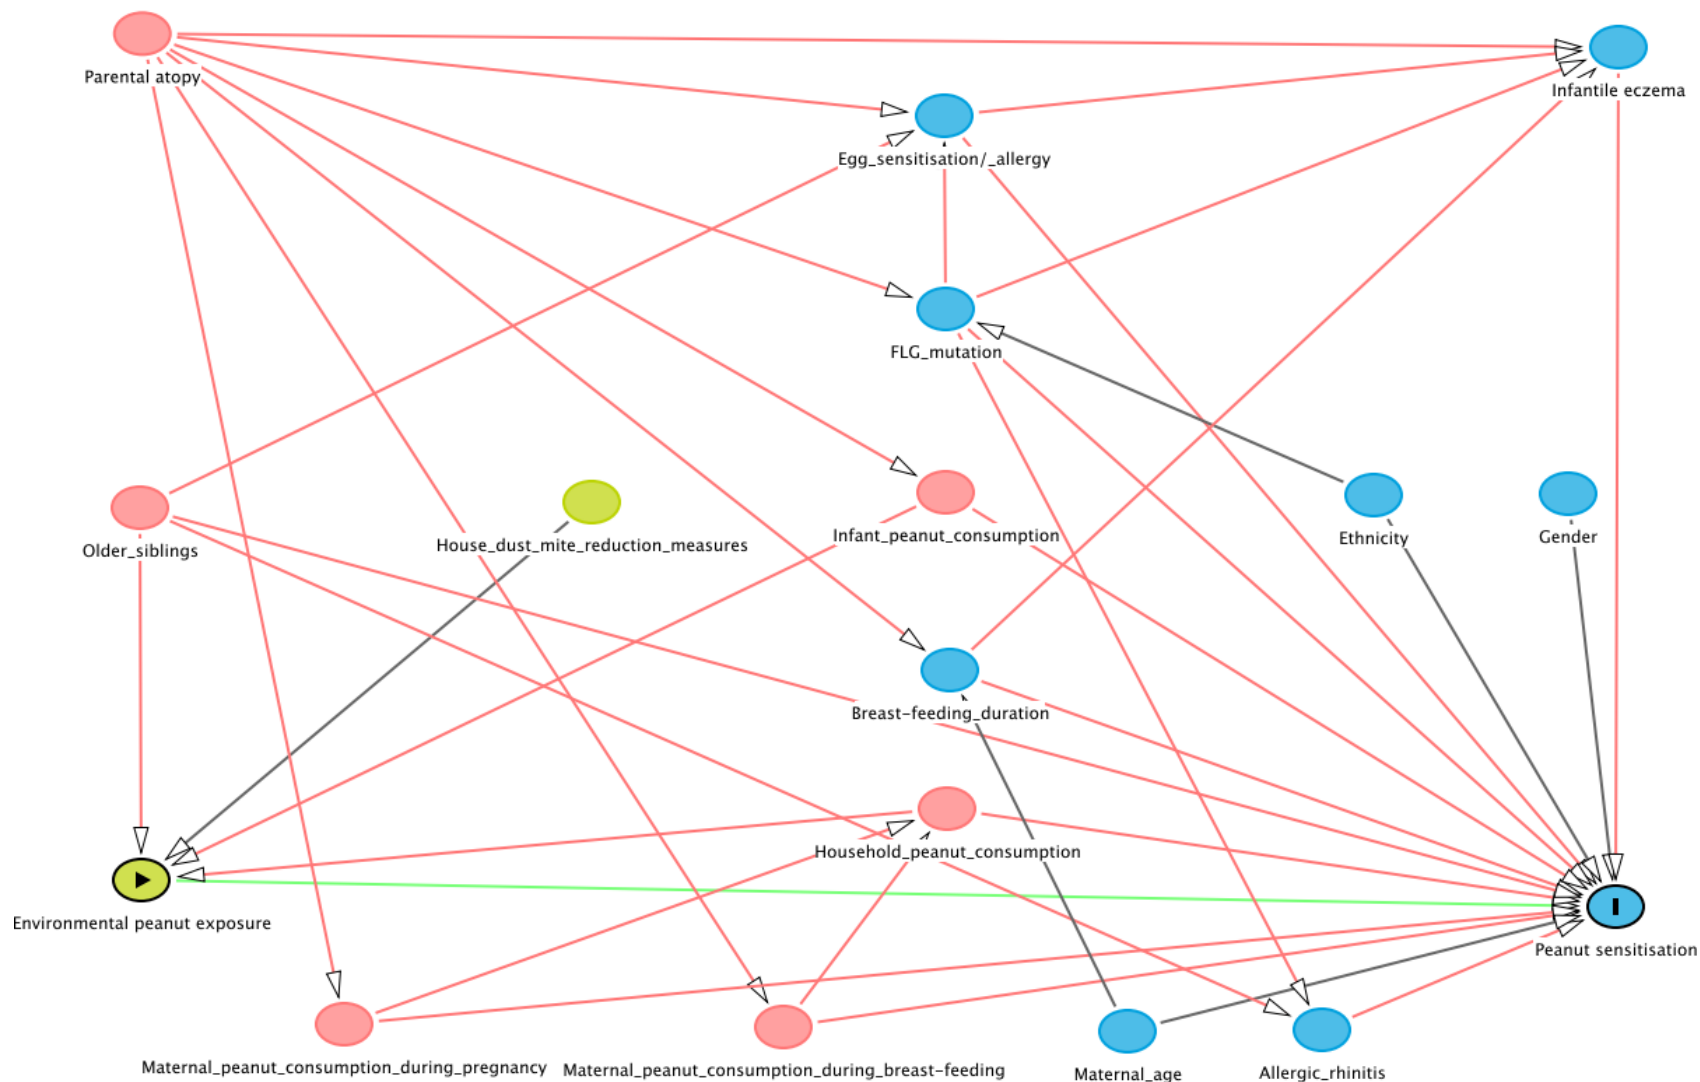 Parental atopy
Infantile eczema
Egg_sensitisation/_allergy
FLG_mutation
Older_siblings
House_dust_mite_reduction_measures
Infant_peanut_consumption
Ethnicity
Gender
Breast-feeding_duration
Household_peanut_consumption
Environmental peanut exposure
Peanut sensitisation
Maternal_peanut_consumption_during_pregnancy
Maternal_peanut_consumption_during_breast-feeding
Maternal_age
Allergic_rhinitis